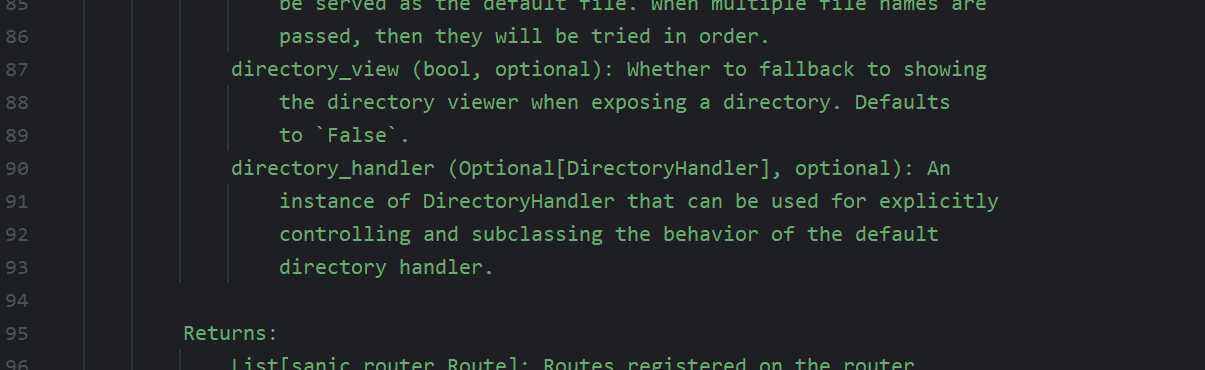 85 be served as the default file. When multiple file names are
86 passed, then they will be tried in order.
87 directory_view (bool, optional): Whether to fallback to showing
88 the directory viewer when exposing a directory. Defaults
89 to `False`.
90 directory_handler (Optional[DirectoryHandler], optional): An
91 instance of DirectoryHandler that can be used for explicitly
92 controlling and subclassing the behavior of the default
93 directory handler.
94
95 Returns:
96 List[sanic.router.Route]: Routes registered on the router.